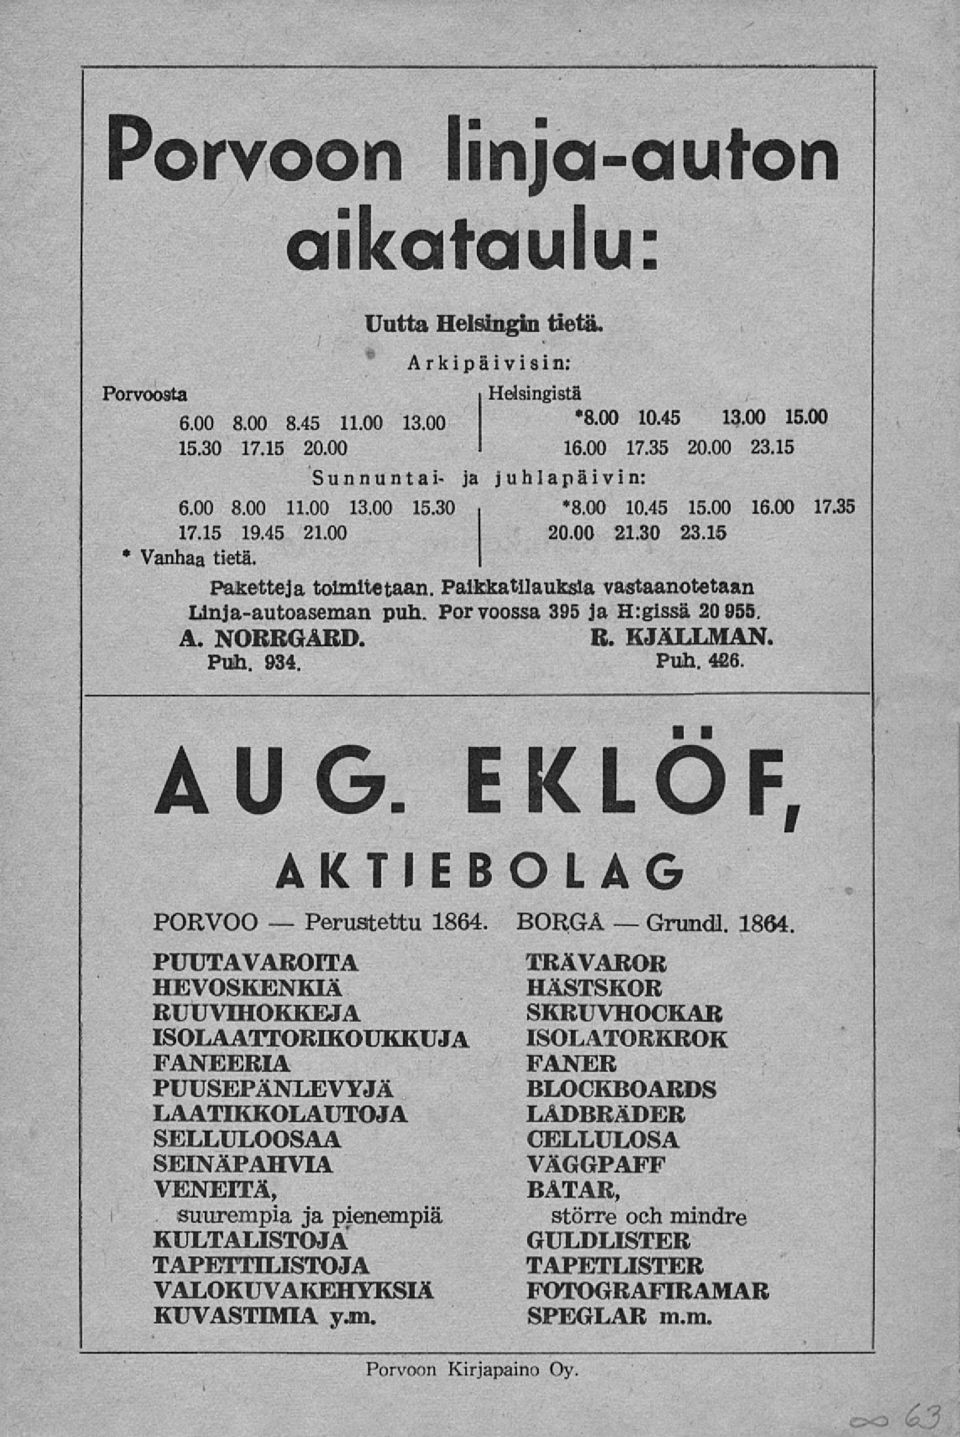 Porvoon linja-auton
aikataulu:
Uutta Helsingin tietä.
Arkipäivisin:
Porvoosta Helsingistä
6.00 8.00 8.45 11.00 13.00 *8.00 10.45 13.00 15.00
15.30 17.15 20.00 16.00 17.35 20.00 23.15
Sunnuntai- ja juhlapäivin:
6.00 8.00 11.00 13.00 15.30 *8.00 10.45 15.00 16.00 17.35
17.15 19.45 21.00 20.00 21.30 23.15
* Vanhaa tietä.
Paketteja toimitetaan. Paikkatilauksia vastaanotetaan
Linja-autoaseman puh. Porvoossa 395 ja H:gissä 20 955.
A. NORRGÅRD. R. KJÄLLMAN.
Puh. 934. Puh. 426.
AUG. EKLÖF,
AKTIEBOLAG
PORVOO — Perustettu 1864. BORGÅ — Grundl. 1864.
PUUTAVAROITA TRÄVAROR
HEVOSKENKIÄ HÄSTSKOR
RUUVIHOKKEJA SKRUVHOCKAR
ISOLAATTORIKOUKKUJA ISOLATORKROK
FANEERIA FANER
PUUSEPÄNLEVYJÄ BLOCKBOARDS
LAATIKKOLAUTOJA LÅDBRÄDER
SELLULOOSAA CELLULOSA
SEINÄPAHVIA VÄGGPAFF
VENEITÄ, BÅTAR,
suurempia ja pienempiä större och mindre
KULTALISTOJA GULDLISTER
TAPETTILISTOJA TAPETLISTER
VALOKUVAKEHYKSIÄ FOTOGRAFIRAMAR
KUVASTIMIA y.m. SPEGLAR m.m.
Porvoon Kirjapaino Oy.
∞ 63